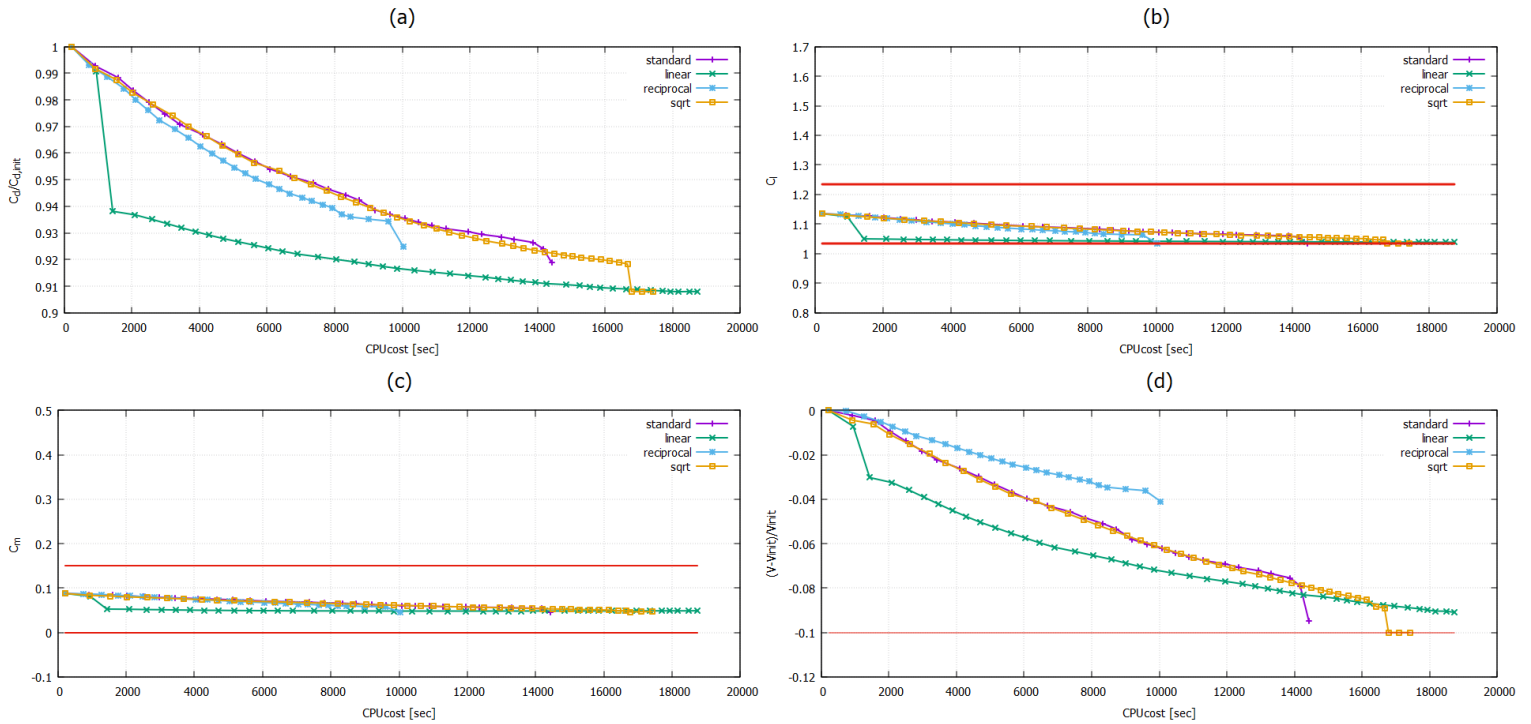 (a)
1
0.99
0.98
0.97
0.96
0.95
0.94
0.93
0.92
0.91
0.9
C_d/C_d,init
standard
linear
reciprocal
sqrt
0 2000 4000 6000 8000 10000 12000 14000 16000 18000 20000
CPUcost [sec]
(b)
1.7
1.6
1.5
1.4
1.3
1.2
1.1
1
0.9
0.8
C_l
standard
linear
reciprocal
sqrt
0 2000 4000 6000 8000 10000 12000 14000 16000 18000 20000
CPUcost [sec]
(c)
0.5
0.4
0.3
0.2
0.1
0
-0.1
C_m
standard
linear
reciprocal
sqrt
0 2000 4000 6000 8000 10000 12000 14000 16000 18000 20000
CPUcost [sec]
(d)
0
-0.02
-0.04
-0.06
-0.08
-0.1
-0.12
(V-Vinit)/Vinit
standard
linear
reciprocal
sqrt
0 2000 4000 6000 8000 10000 12000 14000 16000 18000 20000
CPUcost [sec]